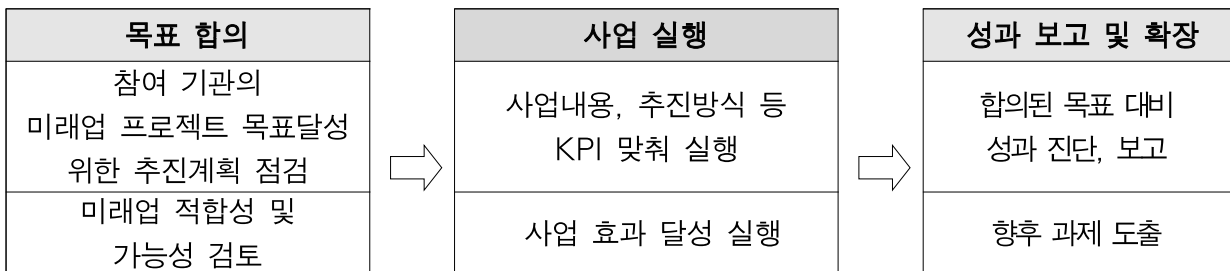 목표 합의
참여 기관의
미래업 프로젝트 목표달성
위한 추진계획 점검
미래업 적합성 및
가능성 검토
사업 실행
사업내용, 추진방식 등
KPI 맞춰 실행
사업 효과 달성 실행
성과 보고 및 확장
합의된 목표 대비
성과 진단, 보고
향후 과제 도출